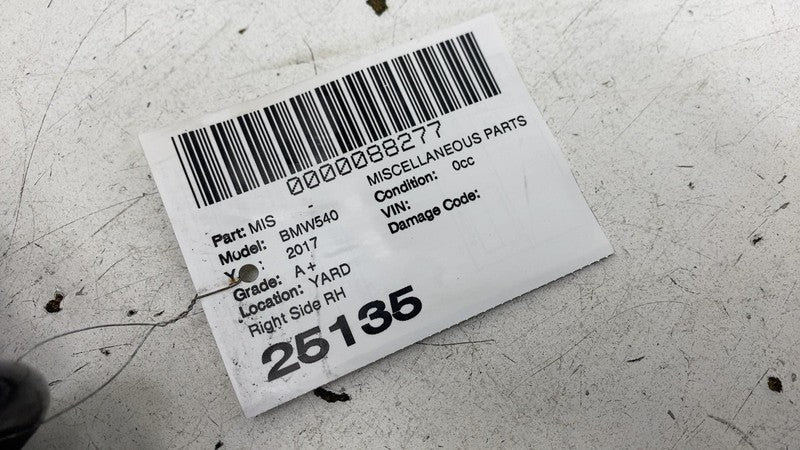 0000088277
Part: MIS - MISCELLANEOUS PARTS
Model: BMW540 Condition: 0cc
Y : 2017 VIN:
Grade: A+ Damage Code:
Location: YARD
Right Side RH
25135